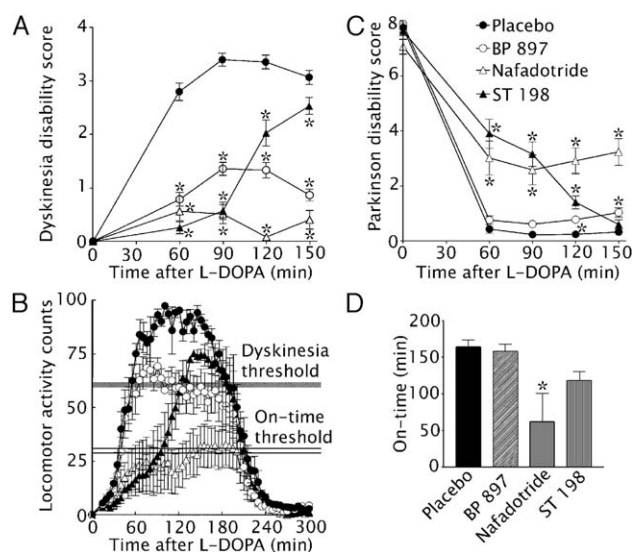 A
Dyskinesia disability score
4
3
2
1
0
0 30 60 90 120 150
Time after L-DOPA (min)
*
*
*
*
*
*
*
*
*
*
*
*
C
Parkinson disability score
8
6
4
2
0
0 30 60 90 120 150
Time after L-DOPA (min)
Placebo
BP 897
Nafadotride
ST 198
*
*
*
*
*
*
*
*
*
B
Locomotor activity counts
100
75
50
25
0
0 60 120 180 240 300
Time after L-DOPA (min)
Dyskinesia
threshold
On-time
threshold
D
On-time (min)
200
150
100
50
0
*
Placebo
BP 897
Nafadotride
ST 198